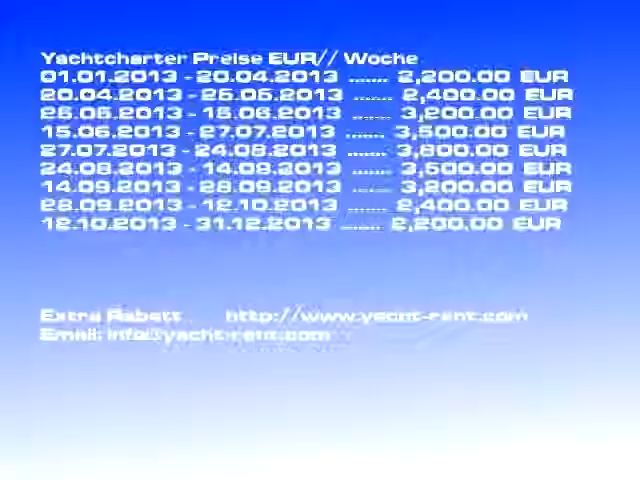 Yachtcharter Preise EUR// Woche
01.01.2013 - 20.04.2013 ....... 2,200.00 EUR
20.04.2013 - 25.05.2013 ....... 2,400.00 EUR
25.05.2013 - 15.06.2013 ....... 3,200.00 EUR
15.06.2013 - 27.07.2013 ....... 3,500.00 EUR
27.07.2013 - 24.08.2013 ....... 3,800.00 EUR
24.08.2013 - 14.09.2013 ....... 3,500.00 EUR
14.09.2013 - 28.09.2013 ....... 3,200.00 EUR
28.09.2013 - 12.10.2013 ....... 2,400.00 EUR
12.10.2013 - 31.12.2013 ....... 2,200.00 EUR
Extra Rabatt http://www.yacht-rent.com
Email: info@yacht-rent.com